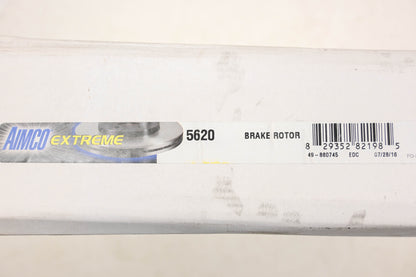 AIMCO EXTREME
5620 BRAKE ROTOR
8 29352 82198 5
49-880745 EDC 07/28/16